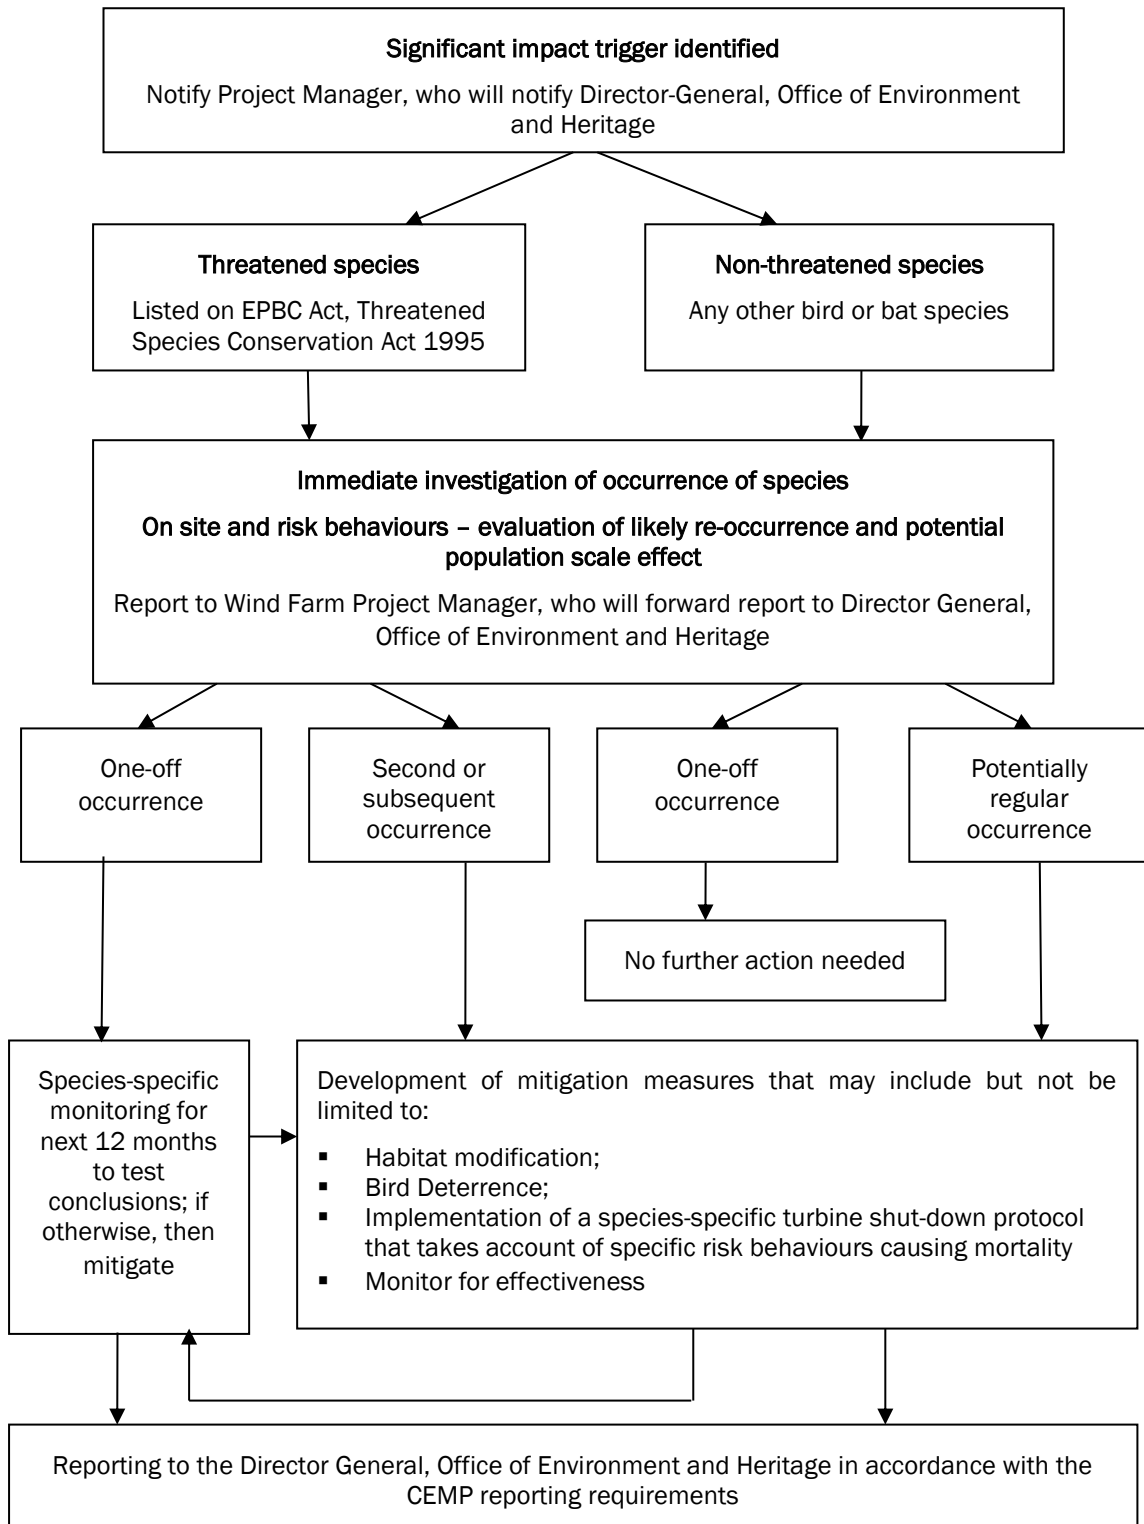 Significant impact trigger identified
Notify Project Manager, who will notify Director-General, Office of Environment
and Heritage
Threatened species
Listed on EPBC Act, Threatened
Species Conservation Act 1995
Non-threatened species
Any other bird or bat species
Immediate investigation of occurrence of species
On site and risk behaviours – evaluation of likely re-occurrence and potential
population scale effect
Report to Wind Farm Project Manager, who will forward report to Director General,
Office of Environment and Heritage
One-off
occurrence
Second or
subsequent
occurrence
One-off
occurrence
Potentially
regular
occurrence
No further action needed
Species-specific
monitoring for
next 12 months
to test
conclusions; if
otherwise, then
mitigate
Development of mitigation measures that may include but not be
limited to:
▪ Habitat modification;
▪ Bird Deterrence;
▪ Implementation of a species-specific turbine shut-down protocol
that takes account of specific risk behaviours causing mortality
▪ Monitor for effectiveness
Reporting to the Director General, Office of Environment and Heritage in accordance with the
CEMP reporting requirements